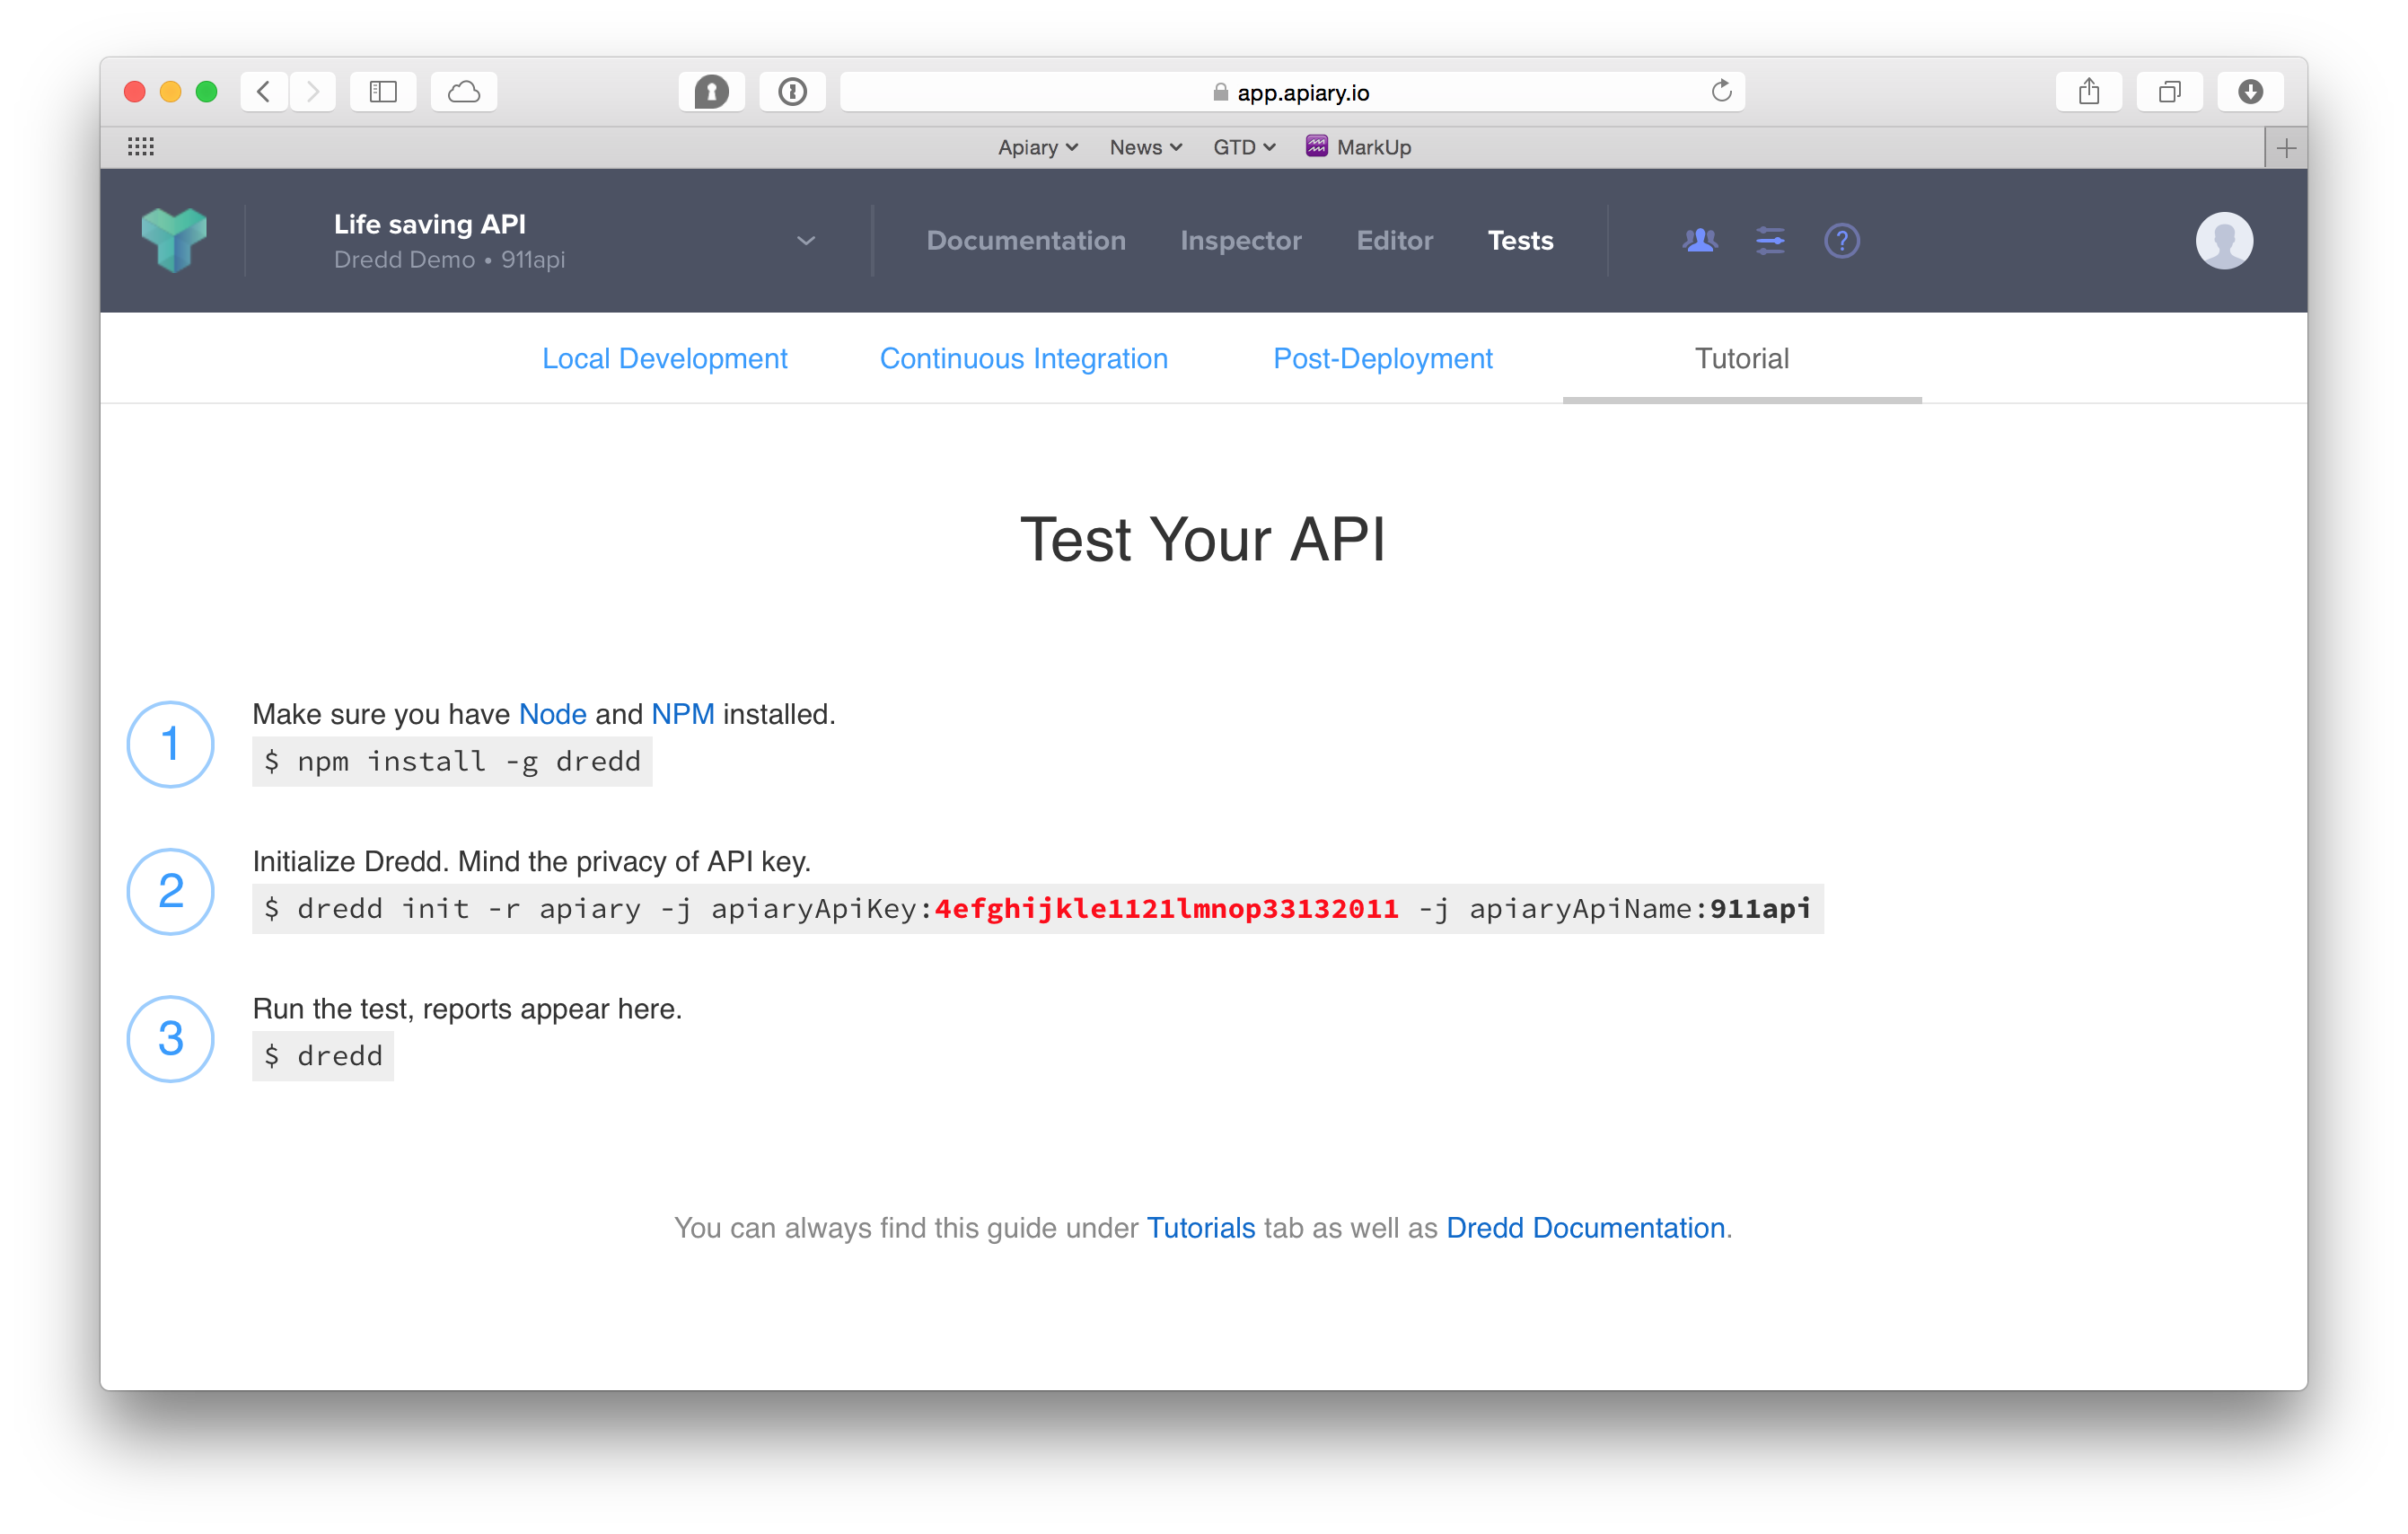 app.apiary.io
Apiary News GTD MarkUp
Life saving API
Dredd Demo • 911api
Documentation Inspector Editor Tests
?
Local Development Continuous Integration Post-Deployment Tutorial
Test Your API
1
Make sure you have Node and NPM installed.
$ npm install -g dredd
2
Initialize Dredd. Mind the privacy of API key.
$ dredd init -r apiary -j apiaryApiKey:4efghijkle1121lmnop33132011 -j apiaryApiName:911api
3
Run the test, reports appear here.
$ dredd
You can always find this guide under Tutorials tab as well as Dredd Documentation.